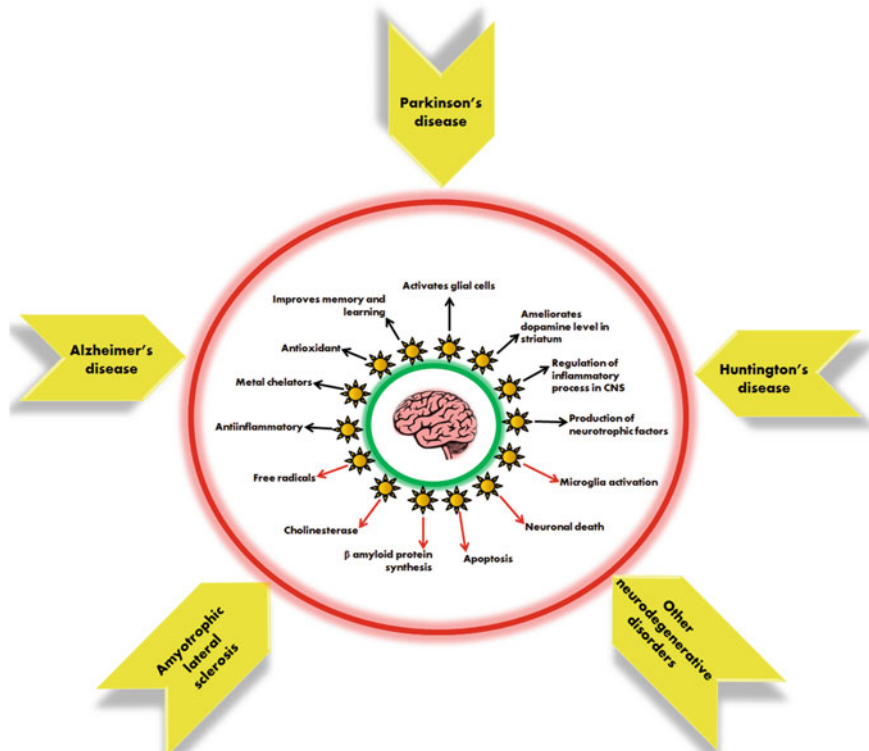 Parkinson's
disease
Activates glial cells
Improves memory and
learning
Ameliorates
dopamine level in
striatum
Alzheimer's
disease
Antioxidant
Regulation of
inflammatory
process in CNS
Huntington's
disease
Metal chelators
Antiinflammatory
Production of
neurotrophic factors
Free radicals
Microglia activation
Cholinesterase
Neuronal death
β amyloid protein
synthesis
Apoptosis
Amyotrophic
lateral
sclerosis
Other
neurodegenerative
disorders